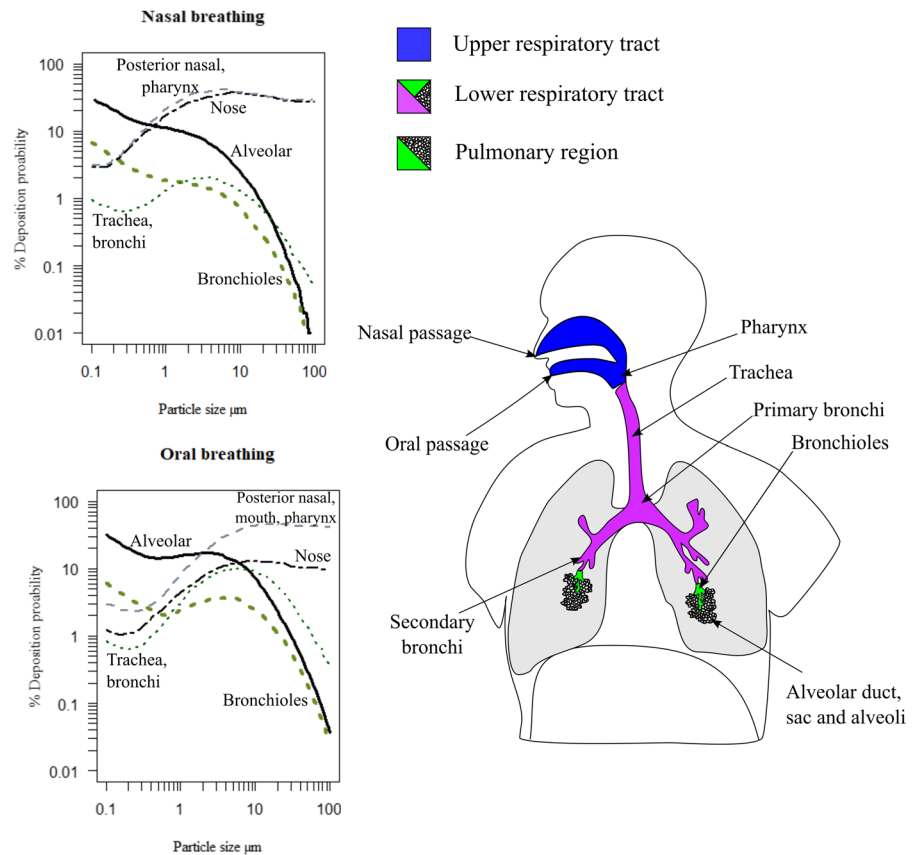 Nasal breathing
100
10
1
0.1
0.01
% Deposition proability
Posterior nasal,
pharynx
Nose
Alveolar
Trachea,
bronchi
Bronchioles
0.1
1
10
100
Particle size µm
Oral breathing
100
10
1
0.1
0.01
% Deposition proability
Posterior nasal,
mouth, pharynx
Alveolar
Nose
Trachea,
bronchi
Bronchioles
0.1
1
10
100
Particle size µm
Upper respiratory tract
Lower respiratory tract
Pulmonary region
Nasal passage
Pharynx
Trachea
Oral passage
Primary bronchi
Bronchioles
Secondary
bronchi
Alveolar duct,
sac and alveoli